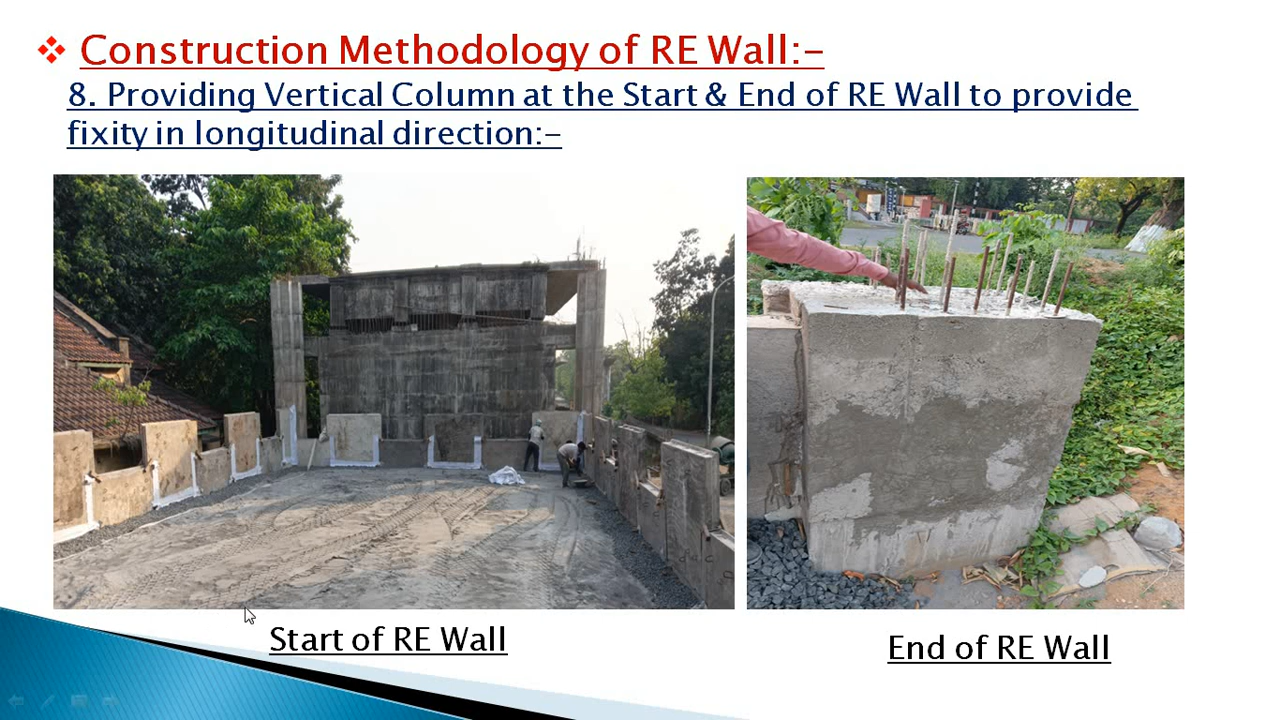 Construction Methodology of RE Wall:-
8. Providing Vertical Column at the Start & End of RE Wall to provide
fixity in longitudinal direction:-
Start of RE Wall
End of RE Wall